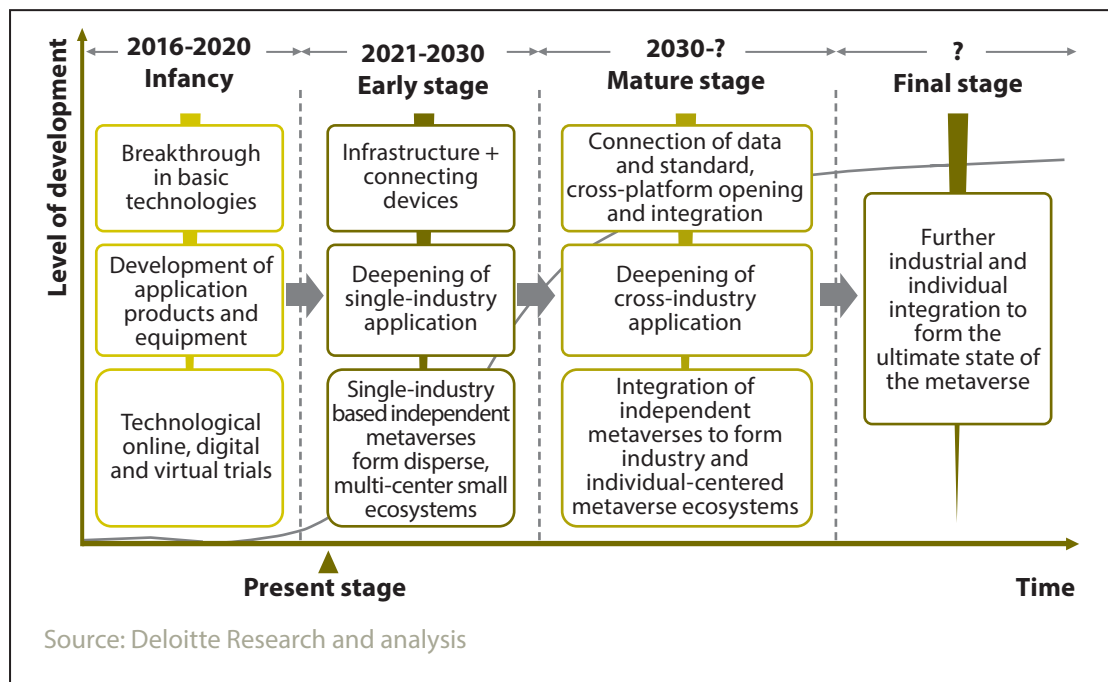 Level of development
2016-2020
Infancy
Breakthrough
in basic
technologies
Development of
application
products and
equipment
Technological
online, digital
and virtual trials
2021-2030
Early stage
Infrastructure +
connecting
devices
Deepening of
single-industry
application
Single-industry
based independent
metaverses
form disperse,
multi-center small
ecosystems
2030-?
Mature stage
Connection of data
and standard,
cross-platform opening
and integration
Deepening of
cross-industry
application
Integration of
independent
metaverses to form
industry and
individual-centered
metaverse ecosystems
?
Final stage
Further
industrial and
individual
integration to
form the
ultimate state of
the metaverse
Present stage
Time
Source: Deloitte Research and analysis